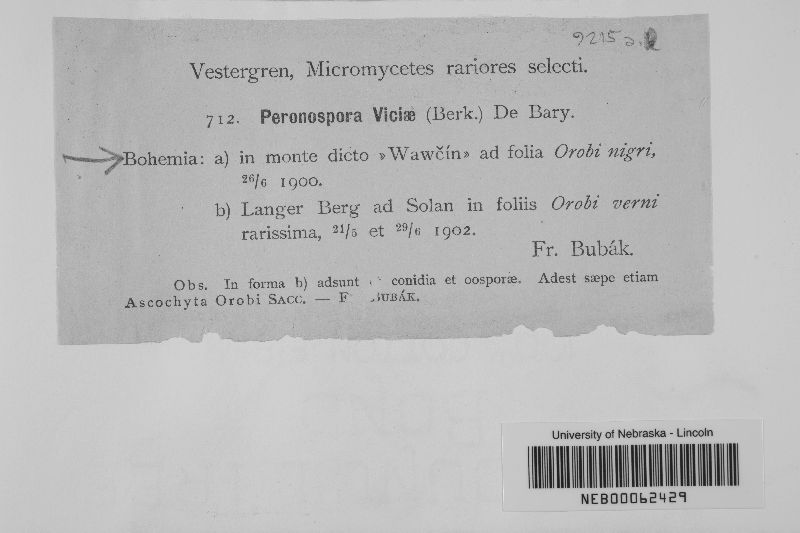 9215a.
Vestergren, Micromycetes rariores selecti.
712. Peronospora Viciæ (Berk.) De Bary.
Bohemia: a) in monte dicto »Wawčín» ad folia Orobi nigri,
26/6 1900.
b) Langer Berg ad Solan in foliis Orobi verni
rarissima, 21/5 et 29/6 1902.
Fr. Bubák.
Obs. In forma b) adsunt conidia et oosporæ. Adest sæpe etiam
Ascochyta Orobi SACC. — F BUBÁK.
University of Nebraska - Lincoln
NEB00062429